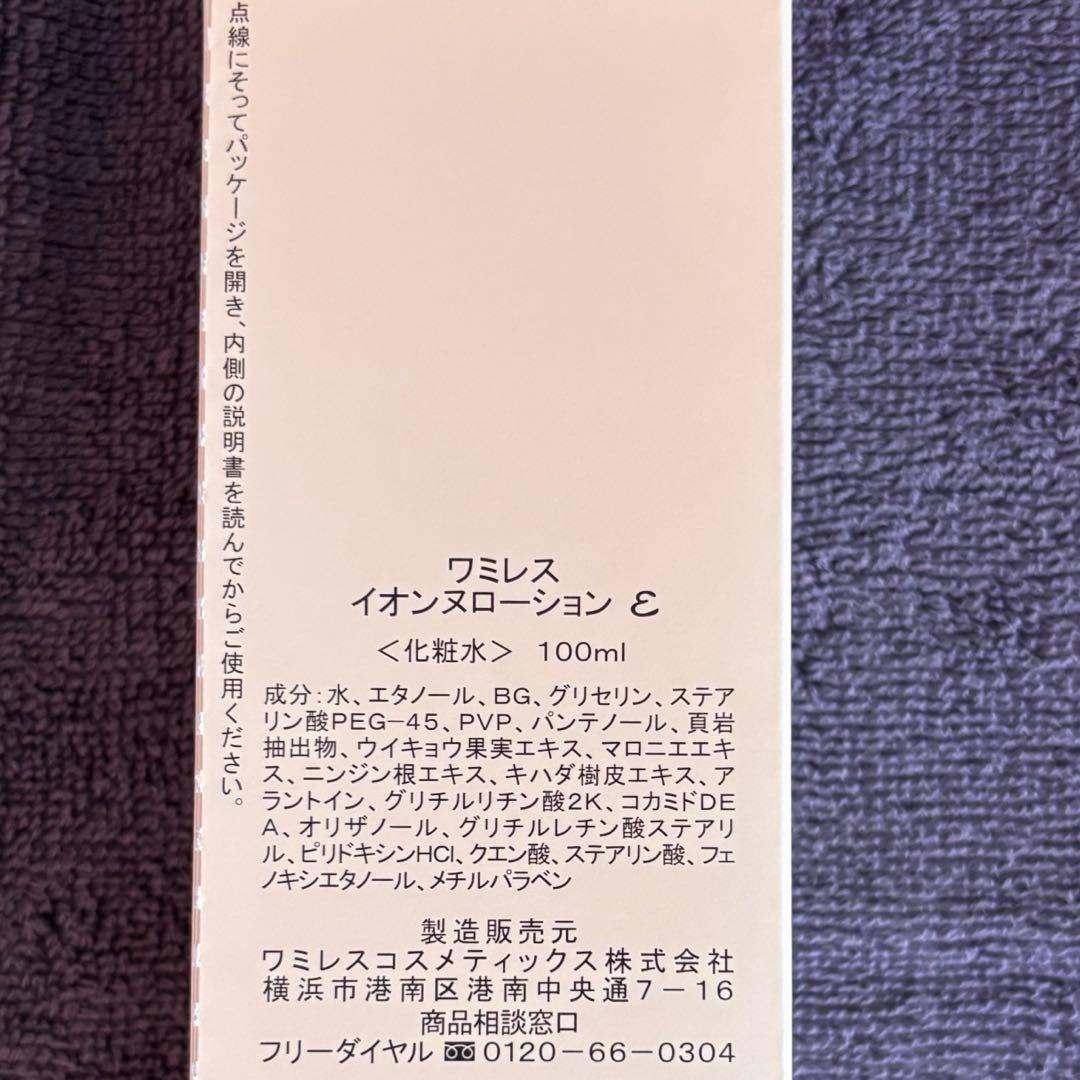 点線にそってパッケージを開き、内側の説明書を読んでからご使用ください。
ワミレス
イオンヌローション ε
＜化粧水＞ 100ml
成分：水、エタノール、BG、グリセリン、ステア
リン酸PEG－45、PVP、パンテノール、頁岩
抽出物、ウイキョウ果実エキス、マロニエエキ
ス、ニンジン根エキス、キハダ樹皮エキス、ア
ラントイン、グリチルリチン酸2K、コカミドDE
A、オリザノール、グリチルレチン酸ステアリ
ル、ピリドキシンHCl、クエン酸、ステアリン酸、フェ
ノキシエタノール、メチルパラベン
製造販売元
ワミレスコスメティックス株式会社
横浜市港南区港南中央通7－16
商品相談窓口
フリーダイヤル 0120－66－0304